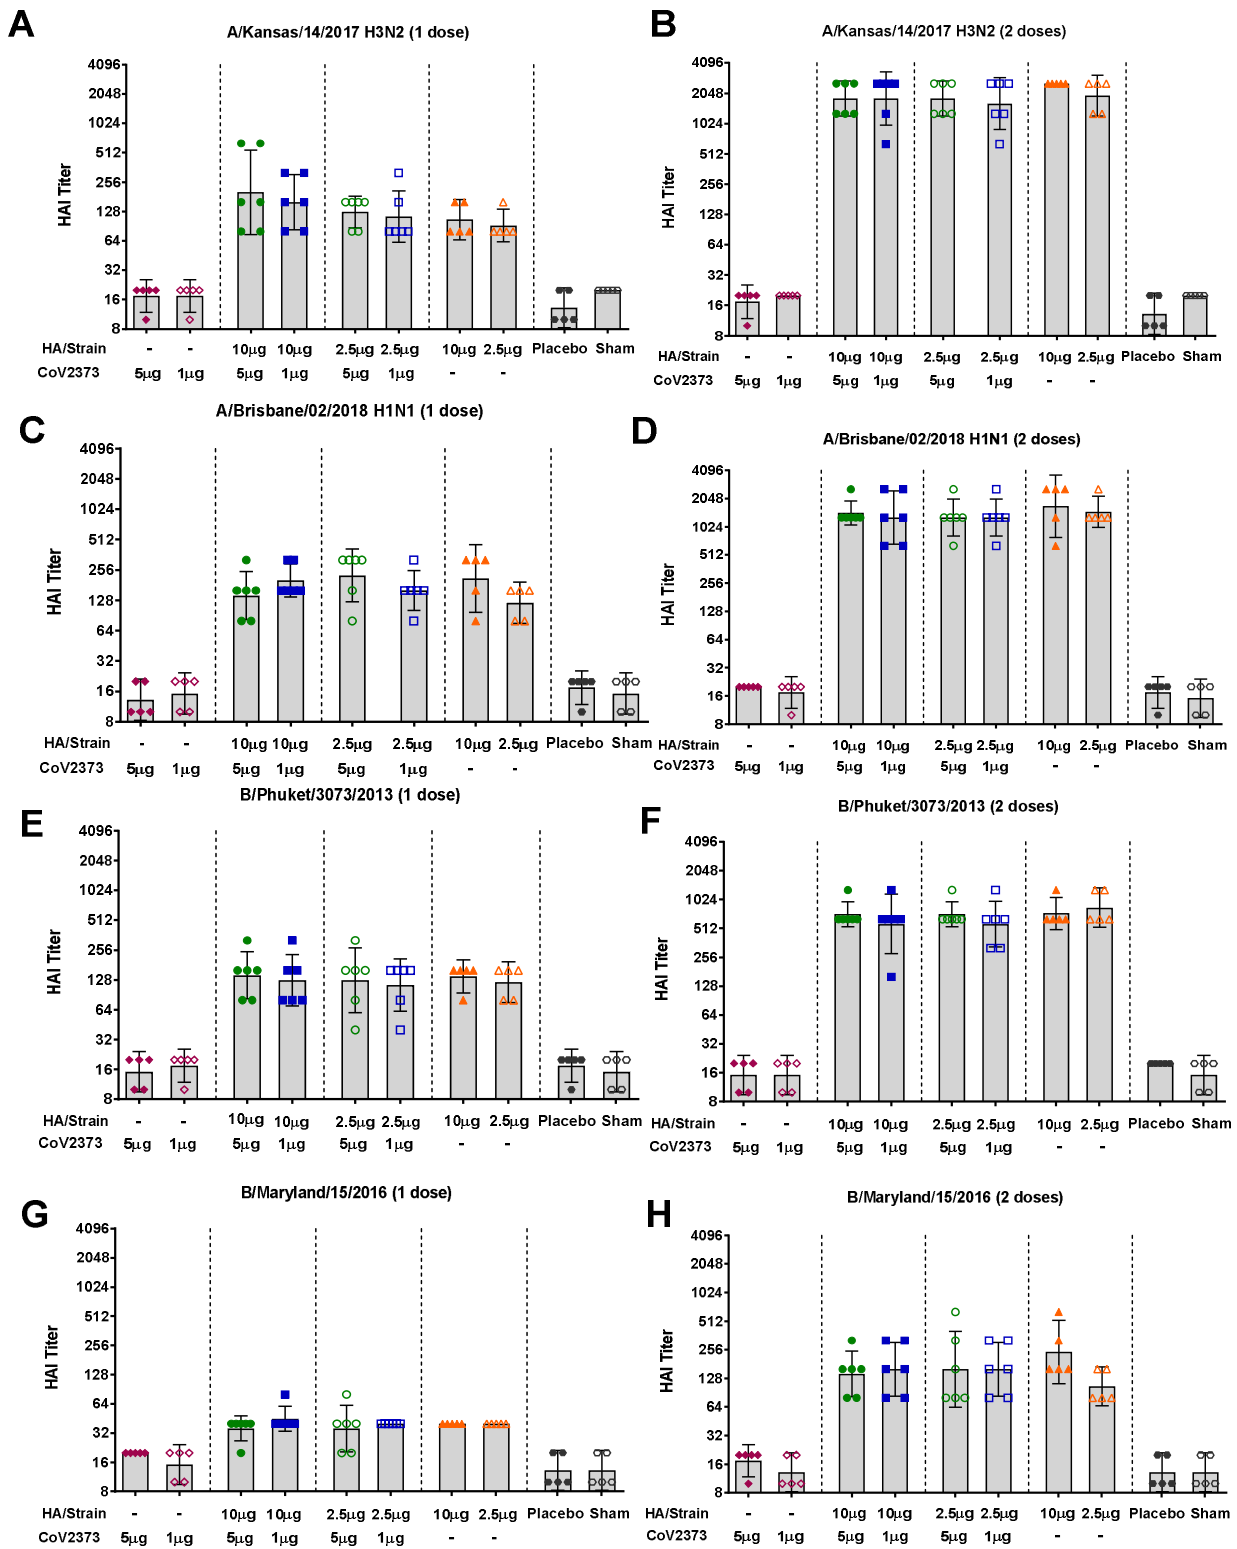 A
A/Kansas/14/2017 H3N2 (1 dose)
HAI Titer
4096
2048
1024
512
256
128
64
32
16
8
HA/Strain - - 10µg 10µg 2.5µg 2.5µg 10µg 2.5µg Placebo Sham
CoV2373 5µg 1µg 5µg 1µg 5µg 1µg - -
B
A/Kansas/14/2017 H3N2 (2 doses)
HAI Titer
4096
2048
1024
512
256
128
64
32
16
8
HA/Strain - - 10µg 10µg 2.5µg 2.5µg 10µg 2.5µg Placebo Sham
CoV2373 5µg 1µg 5µg 1µg 5µg 1µg - -
C
A/Brisbane/02/2018 H1N1 (1 dose)
HAI Titer
4096
2048
1024
512
256
128
64
32
16
8
HA/Strain - - 10µg 10µg 2.5µg 2.5µg 10µg 2.5µg Placebo Sham
CoV2373 5µg 1µg 5µg 1µg 5µg 1µg - -
D
A/Brisbane/02/2018 H1N1 (2 doses)
HAI Titer
4096
2048
1024
512
256
128
64
32
16
8
HA/Strain - - 10µg 10µg 2.5µg 2.5µg 10µg 2.5µg Placebo Sham
CoV2373 5µg 1µg 5µg 1µg 5µg 1µg - -
E
B/Phuket/3073/2013 (1 dose)
HAI Titer
4096
2048
1024
512
256
128
64
32
16
8
HA/Strain - - 10µg 10µg 2.5µg 2.5µg 10µg 2.5µg Placebo Sham
CoV2373 5µg 1µg 5µg 1µg 5µg 1µg - -
F
B/Phuket/3073/2013 (2 doses)
HAI Titer
4096
2048
1024
512
256
128
64
32
16
8
HA/Strain - - 10µg 10µg 2.5µg 2.5µg 10µg 2.5µg Placebo Sham
CoV2373 5µg 1µg 5µg 1µg 5µg 1µg - -
G
B/Maryland/15/2016 (1 dose)
HAI Titer
4096
2048
1024
512
256
128
64
32
16
8
HA/Strain - - 10µg 10µg 2.5µg 2.5µg 10µg 2.5µg Placebo Sham
CoV2373 5µg 1µg 5µg 1µg 5µg 1µg - -
H
B/Maryland/15/2016 (2 doses)
HAI Titer
4096
2048
1024
512
256
128
64
32
16
8
HA/Strain - - 10µg 10µg 2.5µg 2.5µg 10µg 2.5µg Placebo Sham
CoV2373 5µg 1µg 5µg 1µg 5µg 1µg - -